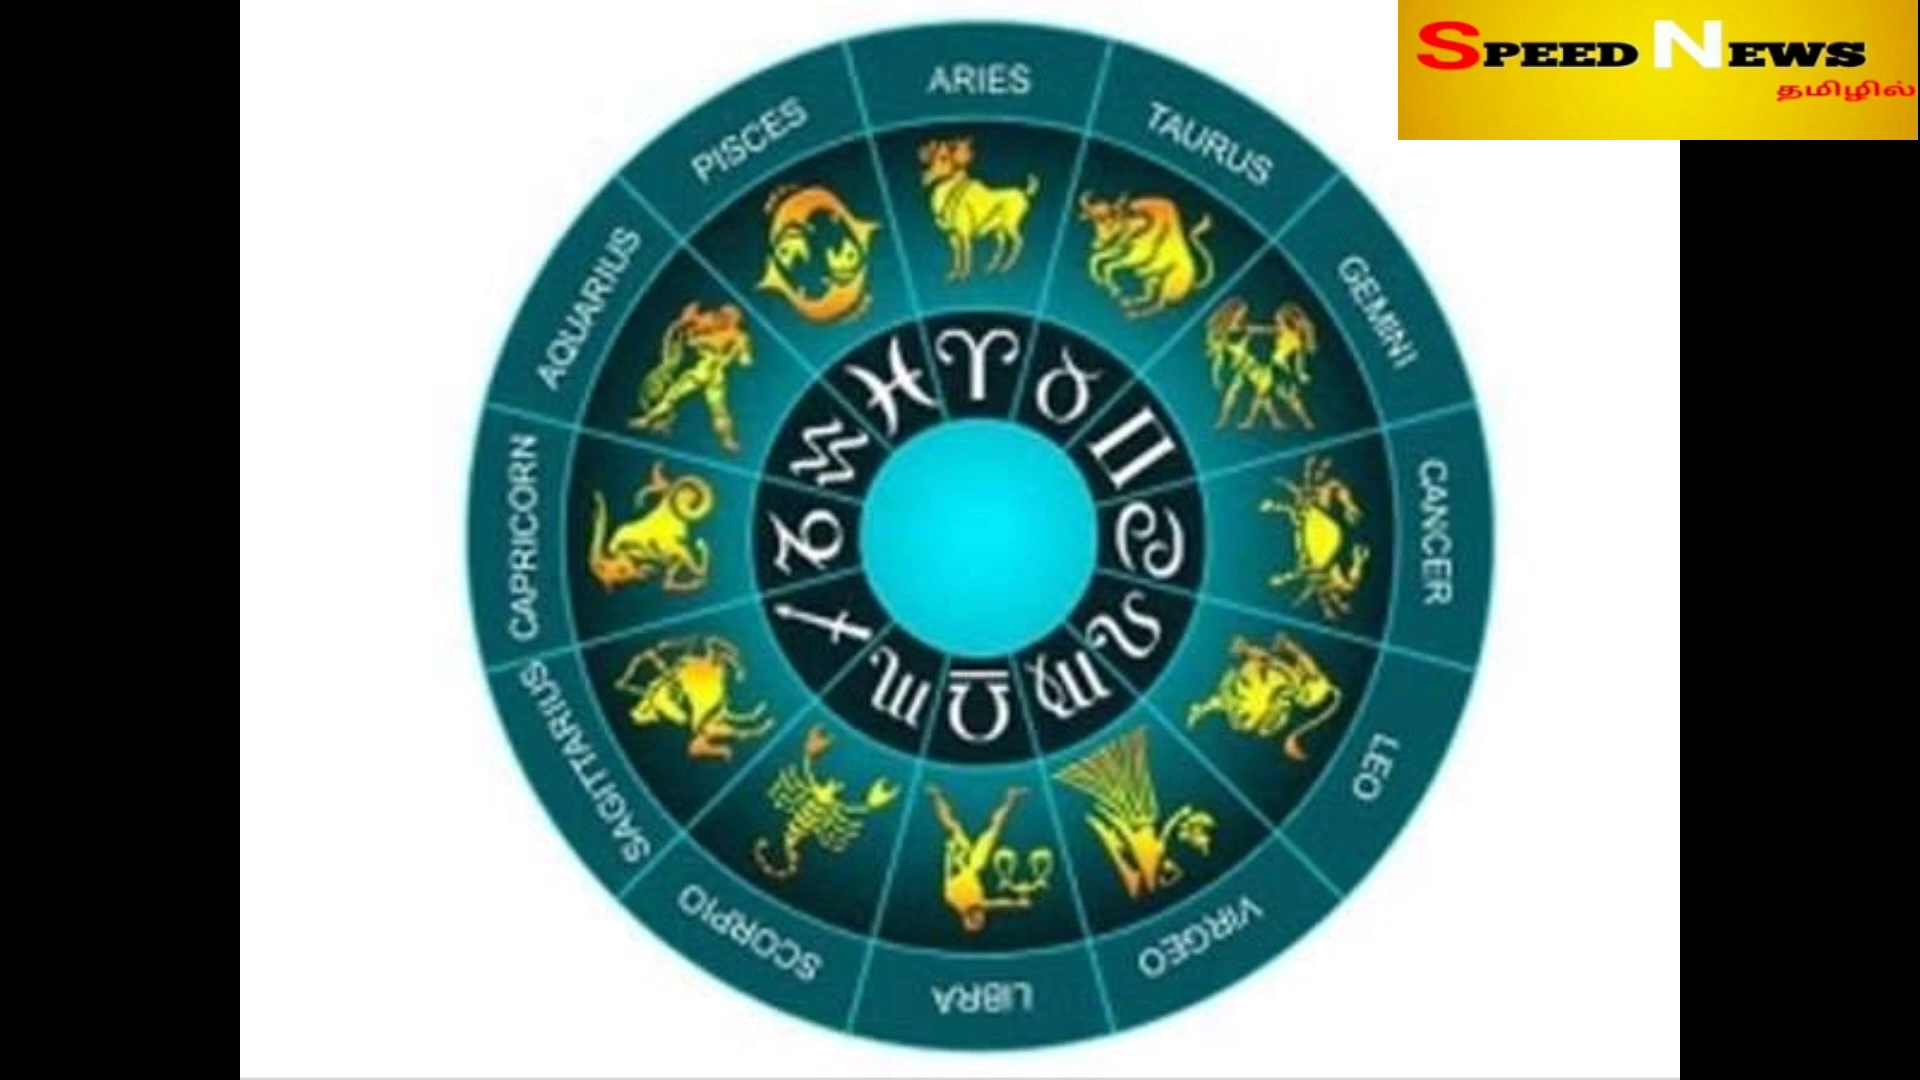 SPEED NEWS
தமிழில்
ARIES
TAURUS
GEMINI
CANCER
LEO
VIRGEO
LIBRA
SCORPIO
SAGITTARIUS
CAPRICORN
AQUARIUS
PISCES